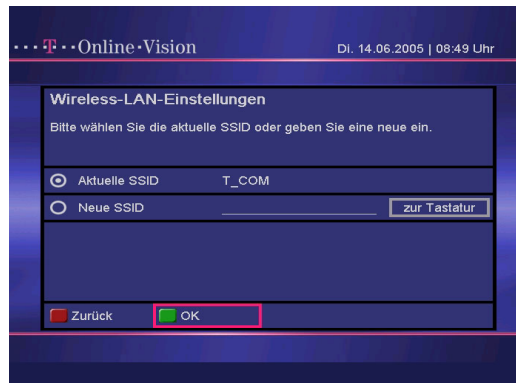 ····T··Online·Vision
Di. 14.06.2005 | 08:49 Uhr
Wireless-LAN-Einstellungen
Bitte wählen Sie die aktuelle SSID oder geben Sie eine neue ein.
Aktuelle SSID T_COM
Neue SSID zur Tastatur
Zurück OK